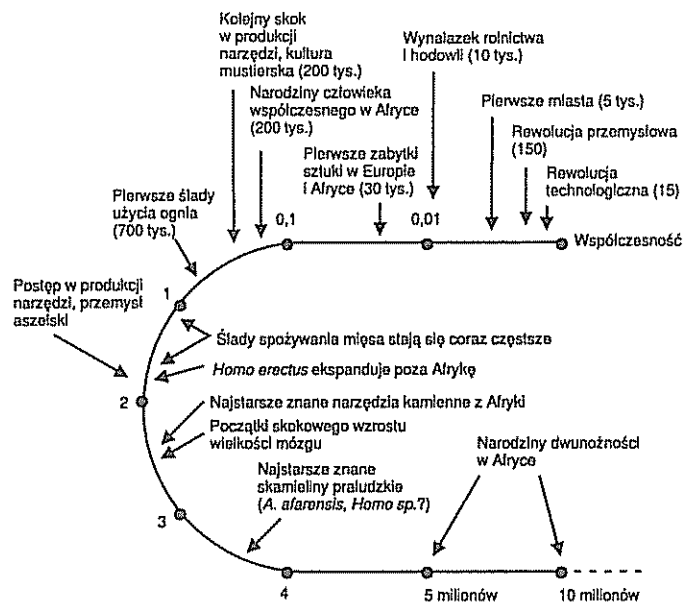 Kolejny skok
w produkcji
narzędzi, kultura
mustierska (200 tys.)
Narodziny człowieka
współczesnego w Afryce
(200 tys.)
Wynalazek rolnictwa
i hodowli (10 tys.)
Pierwsze miasta (5 tys.)
Rewolucja przemysłowa
(150)
Rewolucja
technologiczna (15)
Pierwsze zabytki
sztuki w Europie
i Afryce (30 tys.)
Pierwsze ślady
użycia ognia
(700 tys.)
0,1
0,01
Współczesność
Postęp w produkcji
narzędzi, przemysł
aszelski
1
Ślady spożywania mięsa stają się coraz częstsze
Homo erectus ekspanduje poza Afrykę
2
Najstarsze znane narzędzia kamienne z Afryki
Początki skokowego wzrostu
wielkości mózgu
Narodziny dwunożności
w Afryce
Najstarsze znane
skamieliny praludzkie
(A. afarensis, Homo sp.?)
3
4
5 milionów
10 milionów